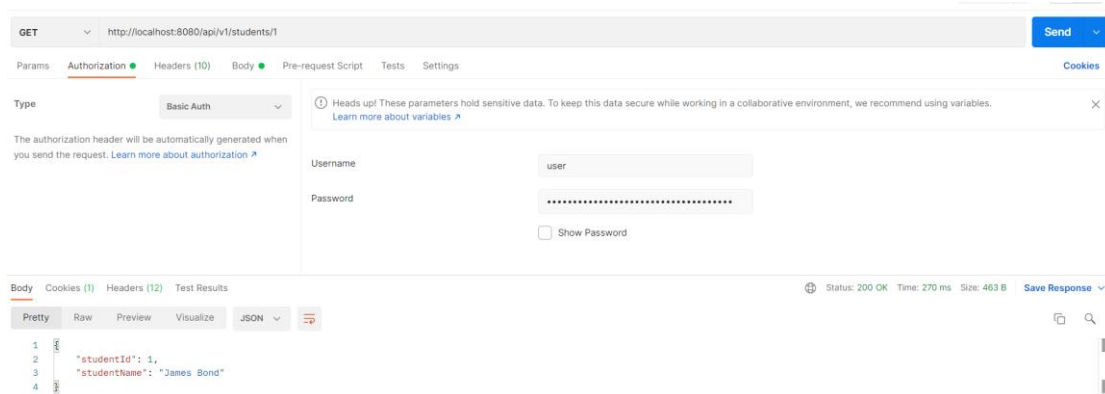 GET http://localhost:8080/api/v1/students/1 Send
Params Authorization Headers (10) Body Pre-request Script Tests Settings Cookies
Type Basic Auth
Heads up! These parameters hold sensitive data. To keep this data secure while working in a collaborative environment, we recommend using variables.
Learn more about variables ↗
The authorization header will be automatically generated when
you send the request. Learn more about authorization ↗
Username user
Password ••••••••••••••••••••••••••••••••••••
Show Password
Body Cookies (1) Headers (12) Test Results Status: 200 OK Time: 270 ms Size: 463 B Save Response
Pretty Raw Preview Visualize JSON
1 {
2 "studentId": 1,
3 "studentName": "James Bond"
4 }